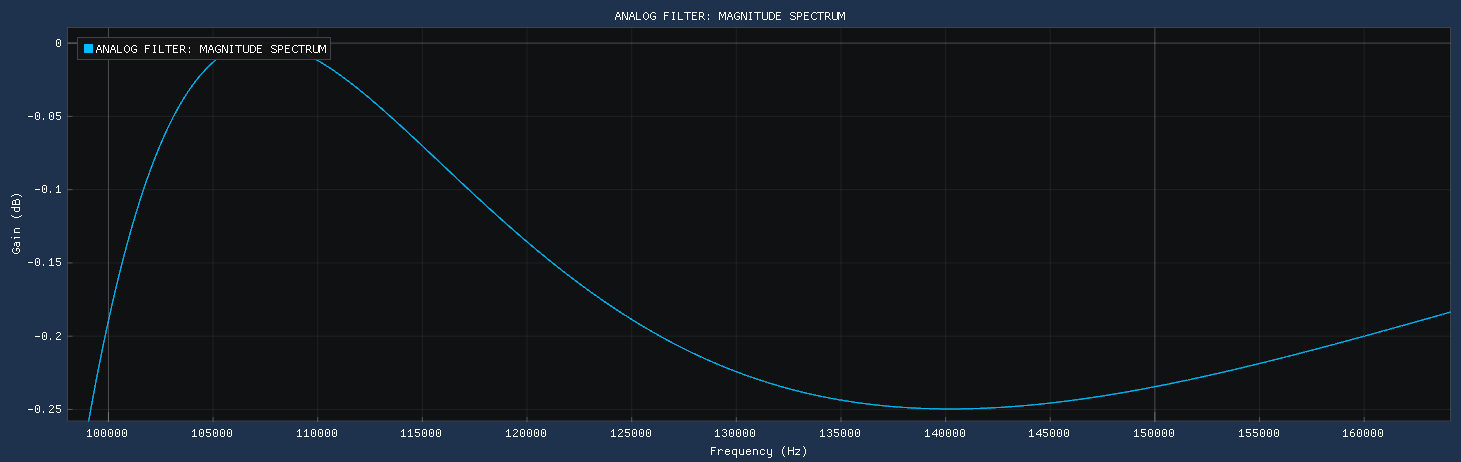 ANALOG FILTER: MAGNITUDE SPECTRUM
ANALOG FILTER: MAGNITUDE SPECTRUM
0
-0.05
-0.1
-0.15
-0.2
-0.25
Gain (dB)
100000 105000 110000 115000 120000 125000 130000 135000 140000 145000 150000 155000 160000
Frequency (Hz)